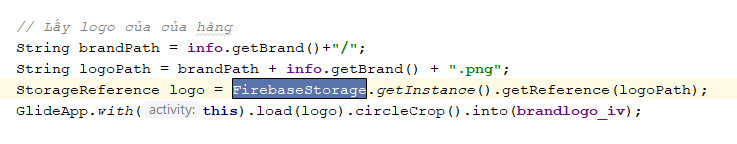 // Lấy logo của của hàng
String brandPath = info.getBrand()+"/";
String logoPath = brandPath + info.getBrand() + ".png";
StorageReference logo = FirebaseStorage.getInstance().getReference(logoPath);
GlideApp.with( activity: this).load(logo).circleCrop().into(brandlogo_iv);